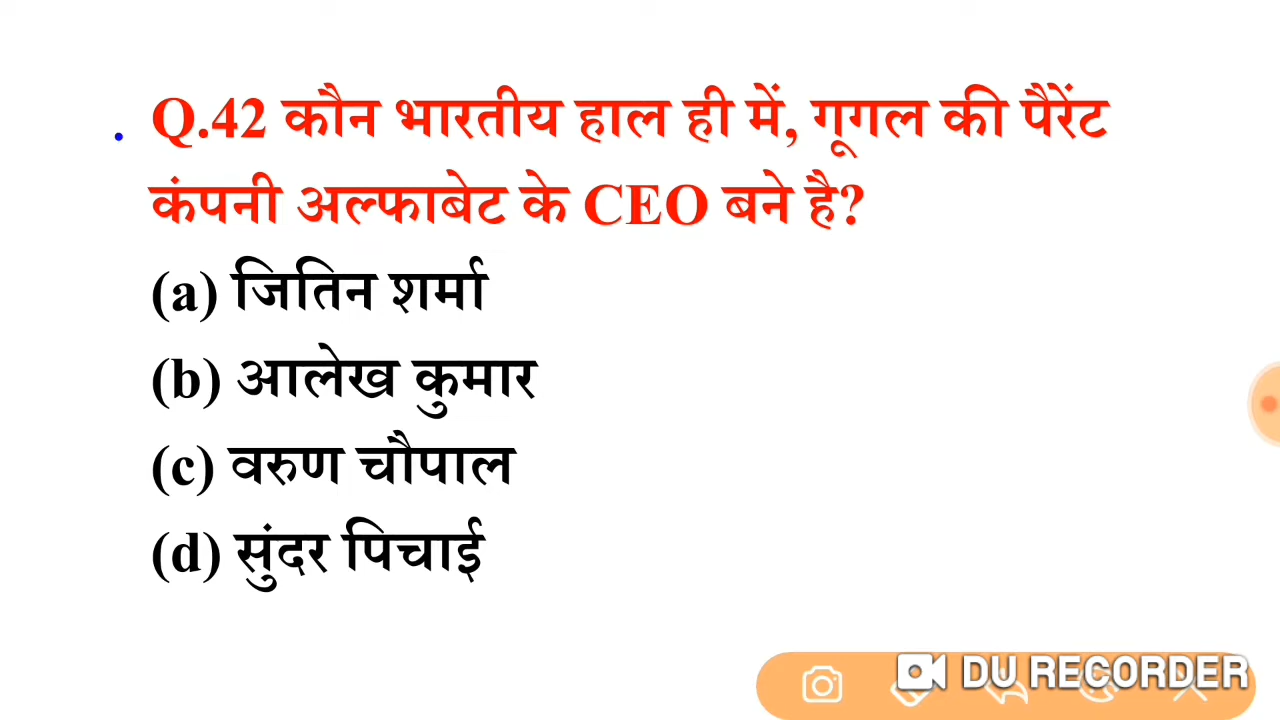 . Q.42 कौन भारतीय हाल ही में, गूगल की पैरेंट
कंपनी अल्फाबेट के CEO बने है?
(a) जितिन शर्मा
(b) आलेख कुमार
(c) वरुण चौपाल
(d) सुंदर पिचाई
DU RECORDER